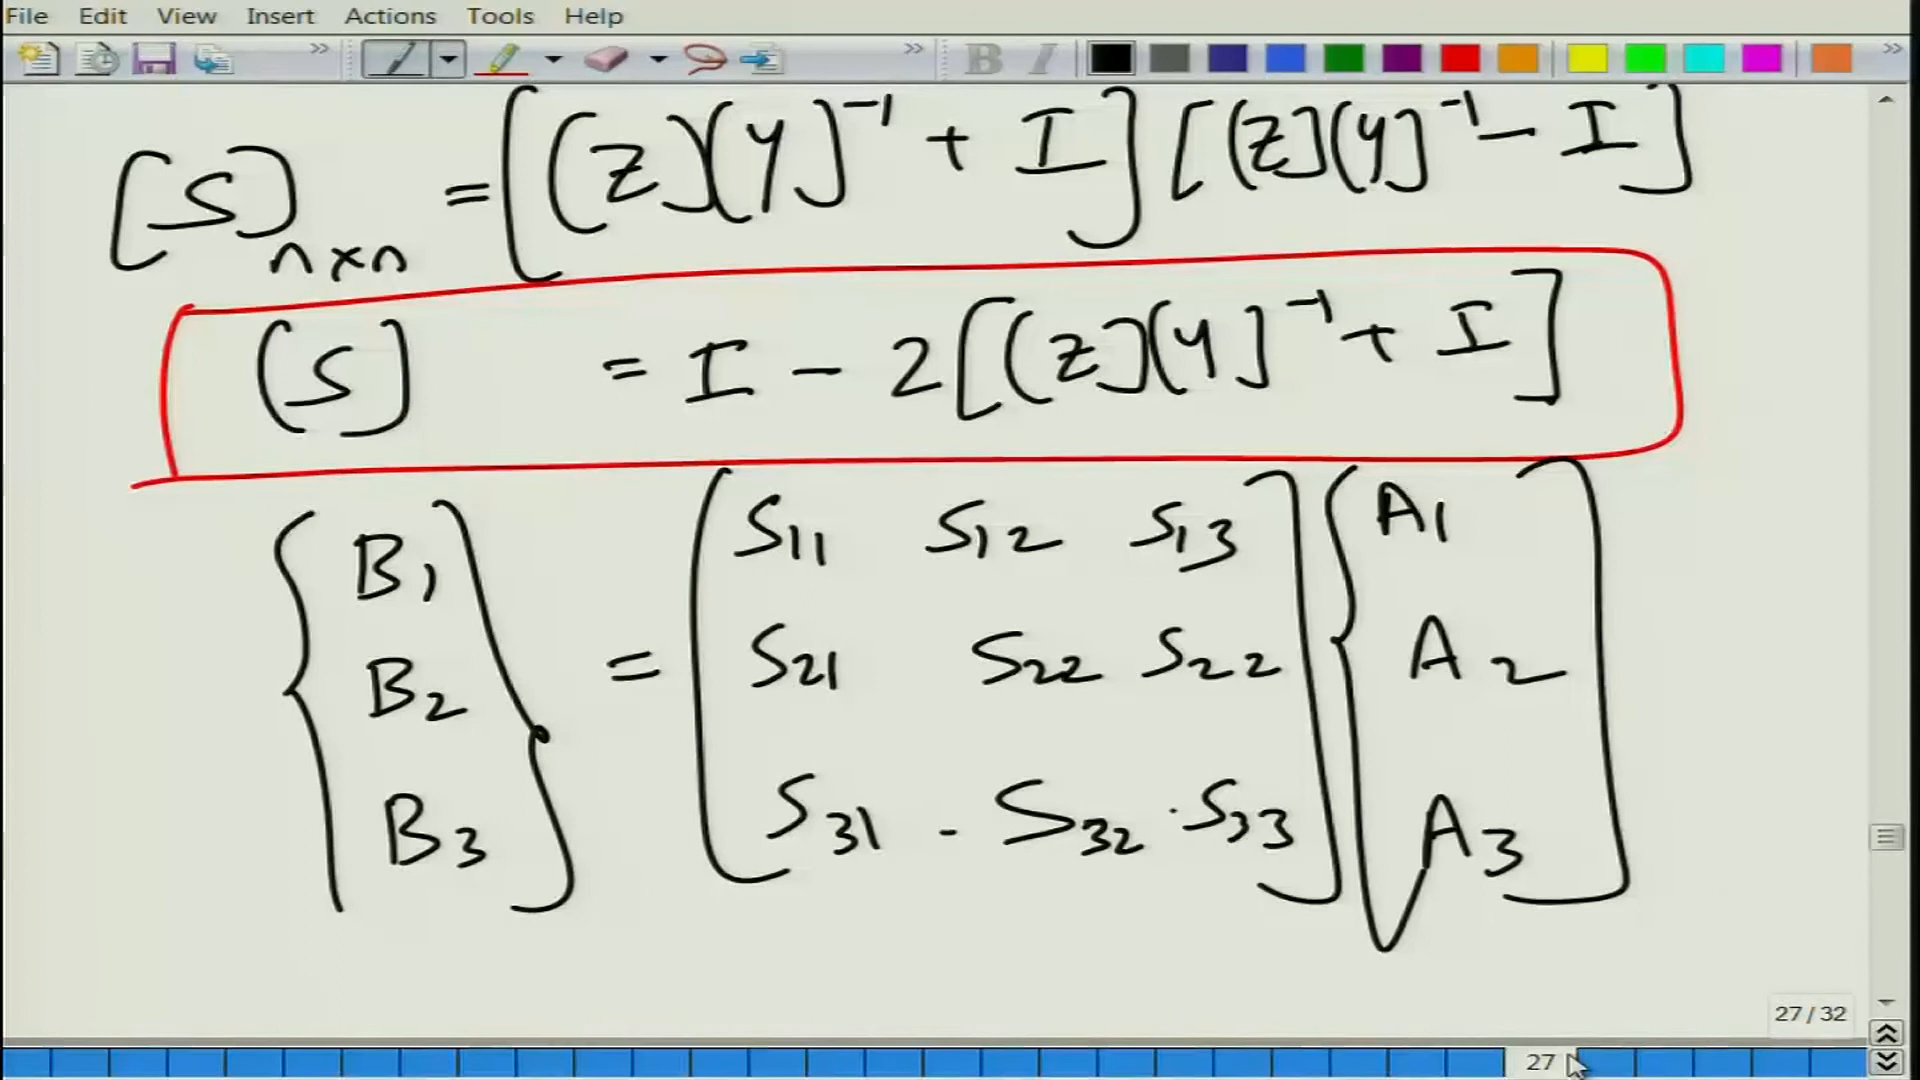 File Edit View Insert Actions Tools Help
B I
[S]n×n = [[Z][Y]⁻¹ + I] [[Z][Y]⁻¹ - I]
[S] = I - 2[[Z][Y]⁻¹ + I]
{B1 = [S11 S12 S13] {A1
B2 S21 S22 S22 A2
B3} S31 - S32 · S33 A3]
27 / 32
27